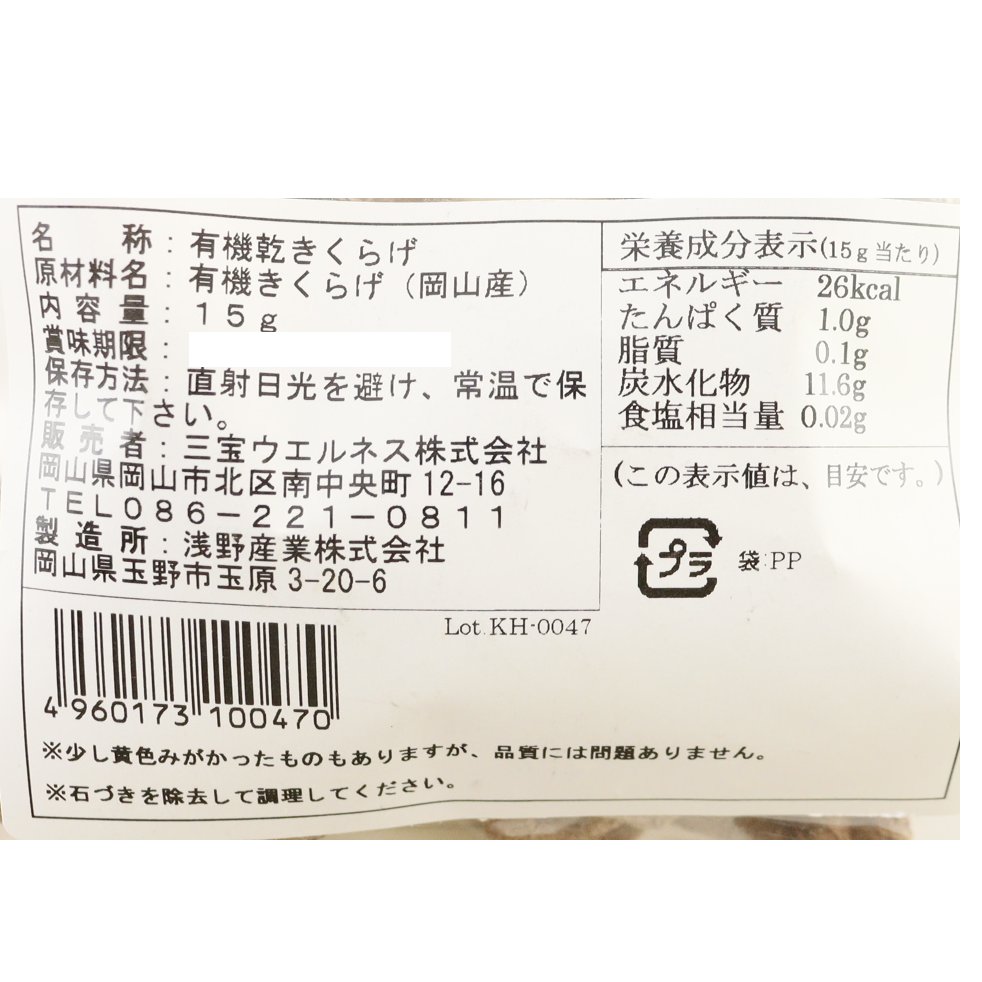 名称：有機乾きくらげ
原材料名：有機きくらげ（岡山産）
内容量：１５ｇ
賞味期限：
保存方法：直射日光を避け、常温で保
存して下さい。
販売者：三宝ウエルネス株式会社
岡山県岡山市北区南中央町 12-16
ＴＥＬ０８６－２２１－０８１１
製造所：浅野産業株式会社
岡山県玉野市玉原 3-20-6
栄養成分表示(15g当たり)
エネルギー 26kcal
たんぱく質 1.0g
脂質 0.1g
炭水化物 11.6g
食塩相当量 0.02g
(この表示値は、目安です。)
プラ 袋:PP
Lot.KH-0047
4 960173 100470
※少し黄色みがかったものもありますが、品質には問題ありません。
※石づきを除去して調理してください。